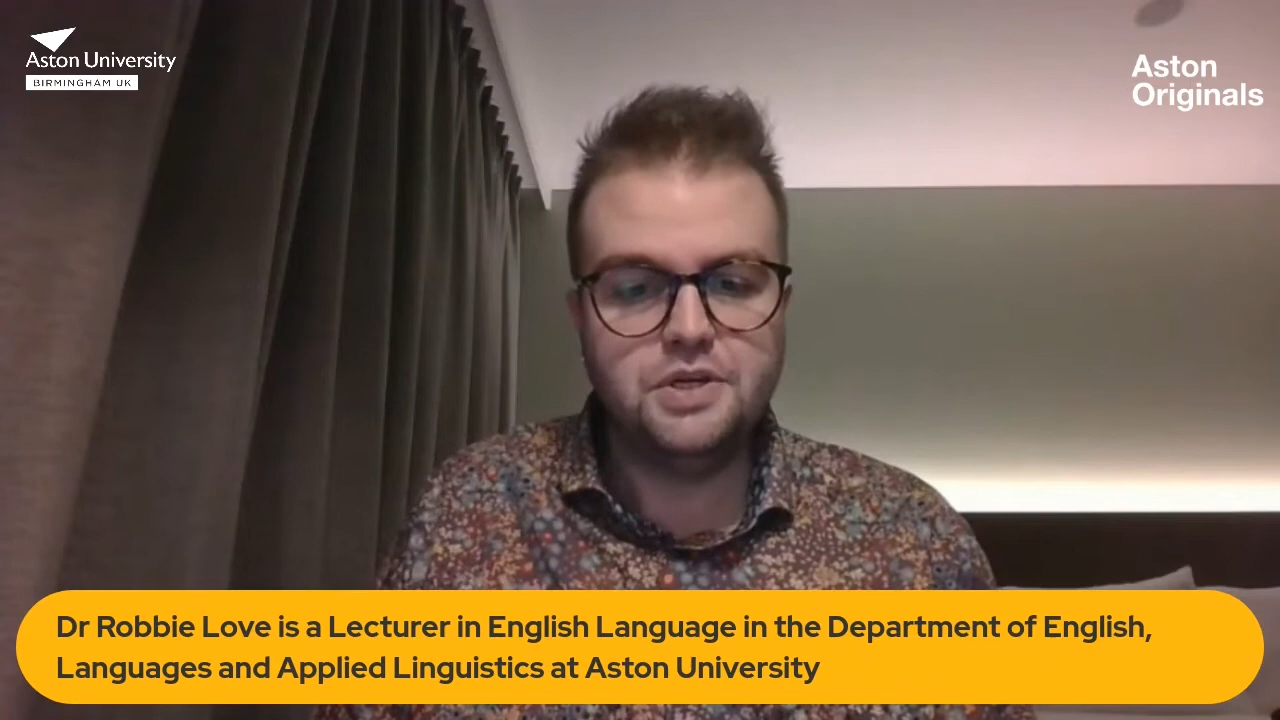 Aston University
BIRMINGHAM UK
Aston
Originals
Dr Robbie Love is a Lecturer in English Language in the Department of English,
Languages and Applied Linguistics at Aston University